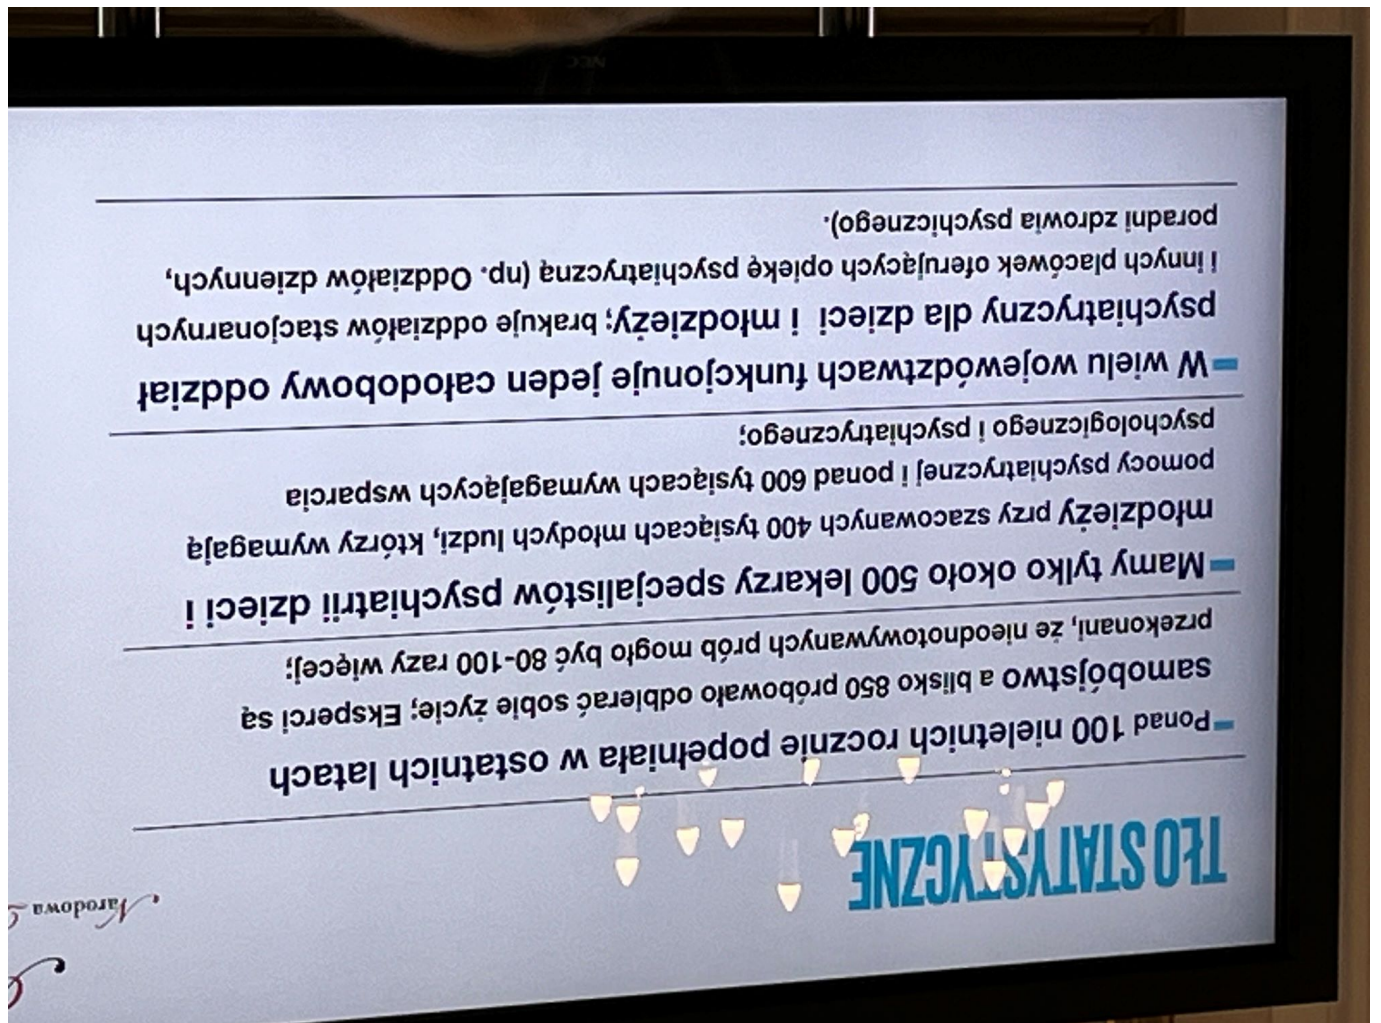 Narodowa
TŁO STATYSTYCZNE
Ponad 100 nieletnich rocznie popełniała w ostatnich latach
samobójstwo a blisko 850 próbowało odbierać sobie życie; Eksperci są
przekonani, że nieodnotowywanych prób mogło być 80-100 razy więcej;
Mamy tylko około 500 lekarzy specjalistów psychiatrii dzieci i
młodzieży przy szacowanych 400 tysiącach młodych ludzi, którzy wymagają
pomocy psychiatrycznej i ponad 600 tysiącach wymagających wsparcia
psychologicznego i psychiatrycznego;
W wielu województwach funkcjonuje jeden całodobowy oddział
psychiatryczny dla dzieci i młodzieży; brakuje oddziałów stacjonarnych
i innych placówek oferujących opiekę psychiatryczną (np. Oddziałów dziennych,
poradni zdrowia psychicznego).
NEC